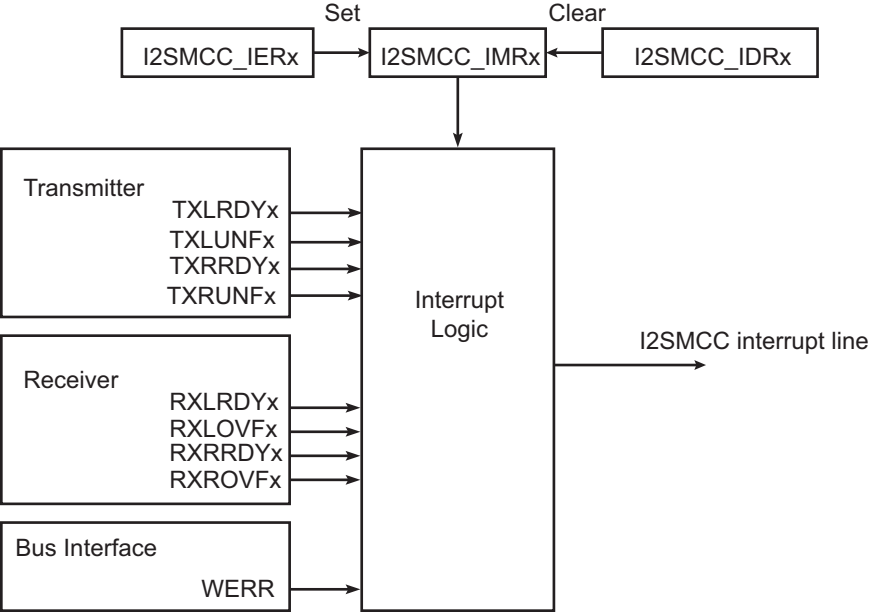 Set
Clear
I2SMCC_IERx
I2SMCC_IMRx
I2SMCC_IDRx
Transmitter
TXLRDYx
TXLUNFx
TXRRDYx
TXRUNFx
Interrupt
Logic
I2SMCC interrupt line
Receiver
RXLRDYx
RXLOVFx
RXRRDYx
RXROVFx
Bus Interface
WERR